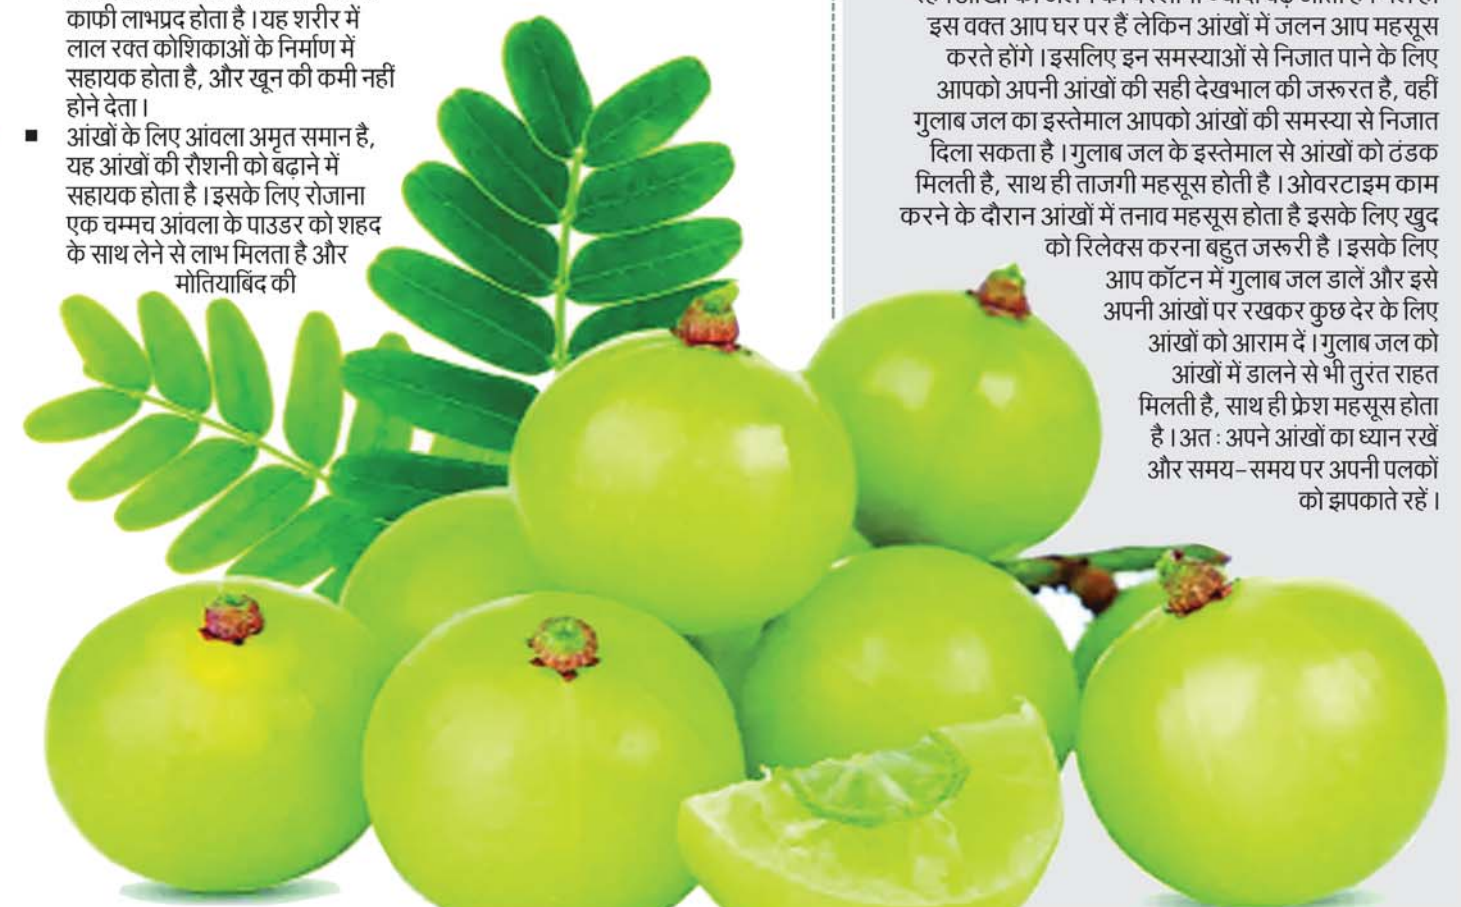 काफी लाभप्रद होता है । यह शरीर में
लाल रक्त कोशिकाओं के निर्माण में
सहायक होता है, और खून की कमी नहीं
होने देता ।
■ आंखों के लिए आंवला अमृत समान है,
यह आंखों की रौशनी को बढ़ाने में
सहायक होता है । इसके लिए रोजाना
एक चम्मच आंवला के पाउडर को शहद
के साथ लेने से लाभ मिलता है और
मोतियाबिंद की
इस वक्त आप घर पर हैं लेकिन आंखों में जलन आप महसूस
करते होंगे । इसलिए इन समस्याओं से निजात पाने के लिए
आपको अपनी आंखों की सही देखभाल की जरूरत है, वहीं
गुलाब जल का इस्तेमाल आपको आंखों की समस्या से निजात
दिला सकता है । गुलाब जल के इस्तेमाल से आंखों को ठंडक
मिलती है, साथ ही ताजगी महसूस होती है । ओवरटाइम काम
करने के दौरान आंखों में तनाव महसूस होता है इसके लिए खुद
को रिलेक्स करना बहुत जरूरी है । इसके लिए
आप कॉटन में गुलाब जल डालें और इसे
अपनी आंखों पर रखकर कुछ देर के लिए
आंखों को आराम दें । गुलाब जल को
आंखों में डालने से भी तुरंत राहत
मिलती है, साथ ही फ्रेश महसूस होता
है । अत : अपने आंखों का ध्यान रखें
और समय-समय पर अपनी पलकों
को झपकाते रहें ।